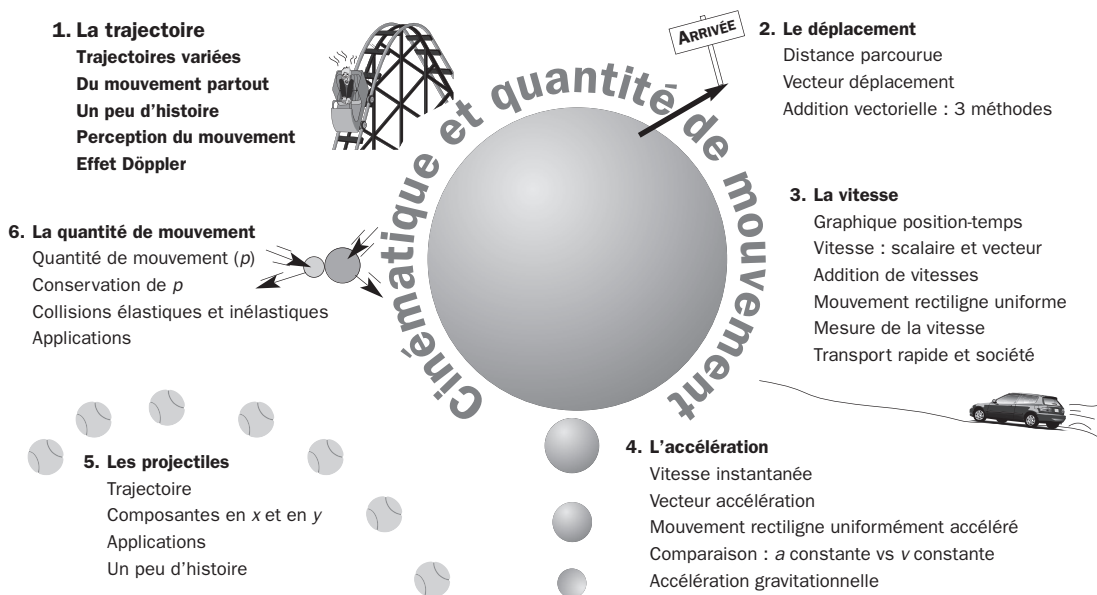 1. La trajectoire
Trajectoires variées
Du mouvement partout
Un peu d'histoire
Perception du mouvement
Effet Döppler
ARRIVÉE
2. Le déplacement
Distance parcourue
Vecteur déplacement
Addition vectorielle : 3 méthodes
Cinématique et quantité de mouvement
3. La vitesse
Graphique position-temps
Vitesse : scalaire et vecteur
Addition de vitesses
Mouvement rectiligne uniforme
Mesure de la vitesse
Transport rapide et société
6. La quantité de mouvement
Quantité de mouvement (p)
Conservation de p
Collisions élastiques et inélastiques
Applications
5. Les projectiles
Trajectoire
Composantes en x et en y
Applications
Un peu d'histoire
4. L'accélération
Vitesse instantanée
Vecteur accélération
Mouvement rectiligne uniformément accéléré
Comparaison : a constante vs v constante
Accélération gravitationnelle